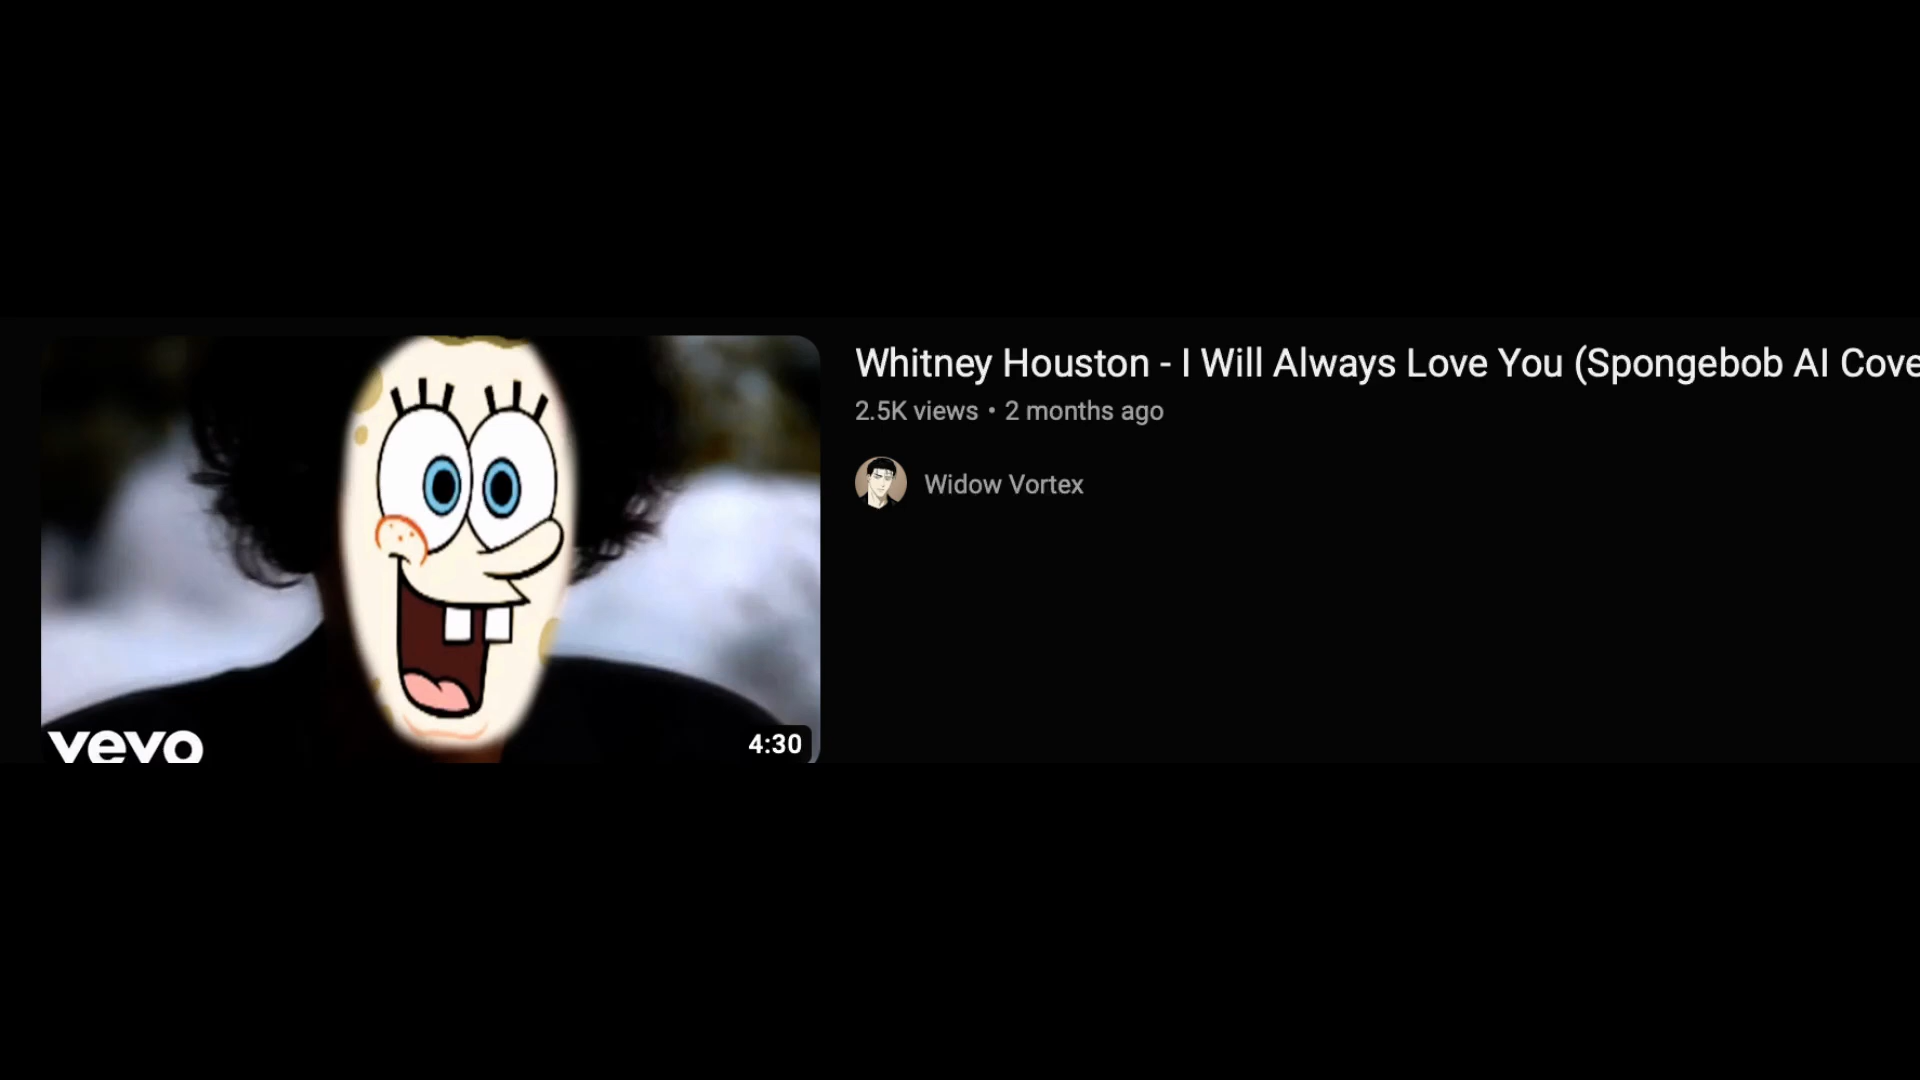 Whitney Houston - I Will Always Love You (Spongebob AI Cove
2.5K views • 2 months ago
Widow Vortex
vevo
4:30